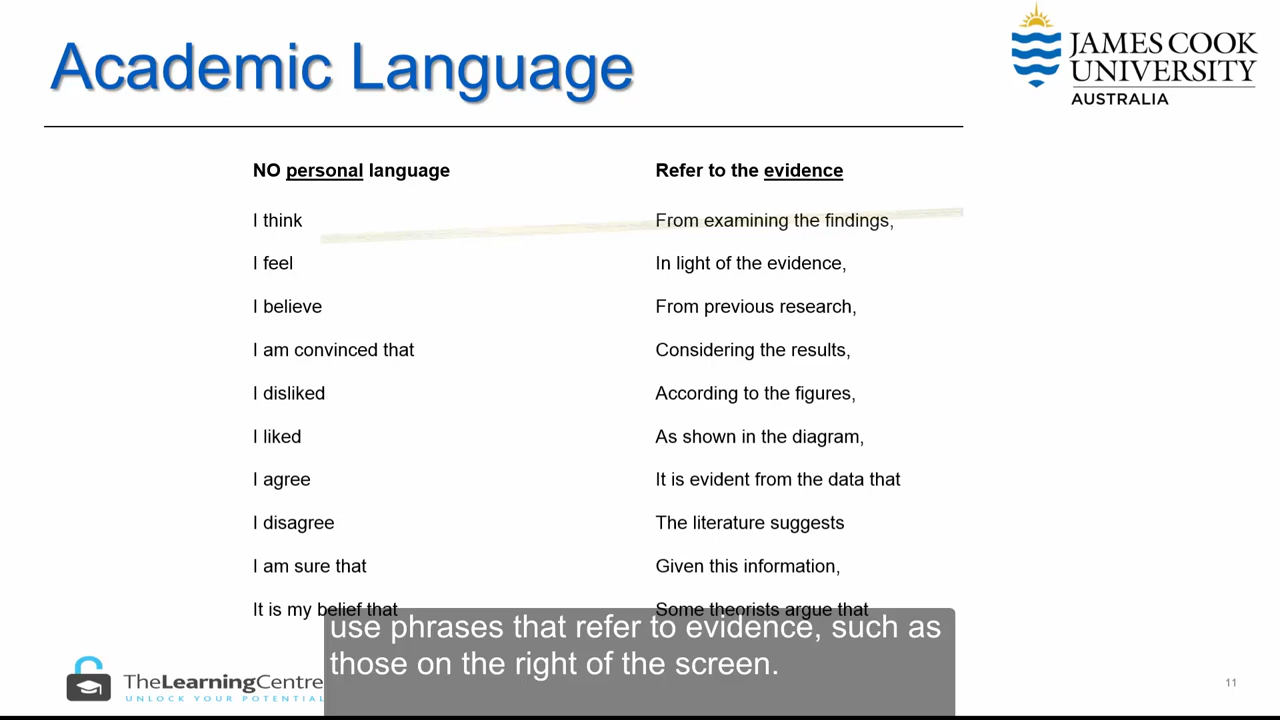 Academic Language
JAMES COOK
UNIVERSITY
AUSTRALIA
NO personal language
Refer to the evidence
I think
From examining the findings,
I feel
In light of the evidence,
I believe
From previous research,
I am convinced that
Considering the results,
I disliked
According to the figures,
I liked
As shown in the diagram,
I agree
It is evident from the data that
I disagree
The literature suggests
I am sure that
Given this information,
It is my belief that
Some theorists argue that
use phrases that refer to evidence, such as
those on the right of the screen.
TheLearningCentre
UNLOCK YOUR POTENTIAL
11